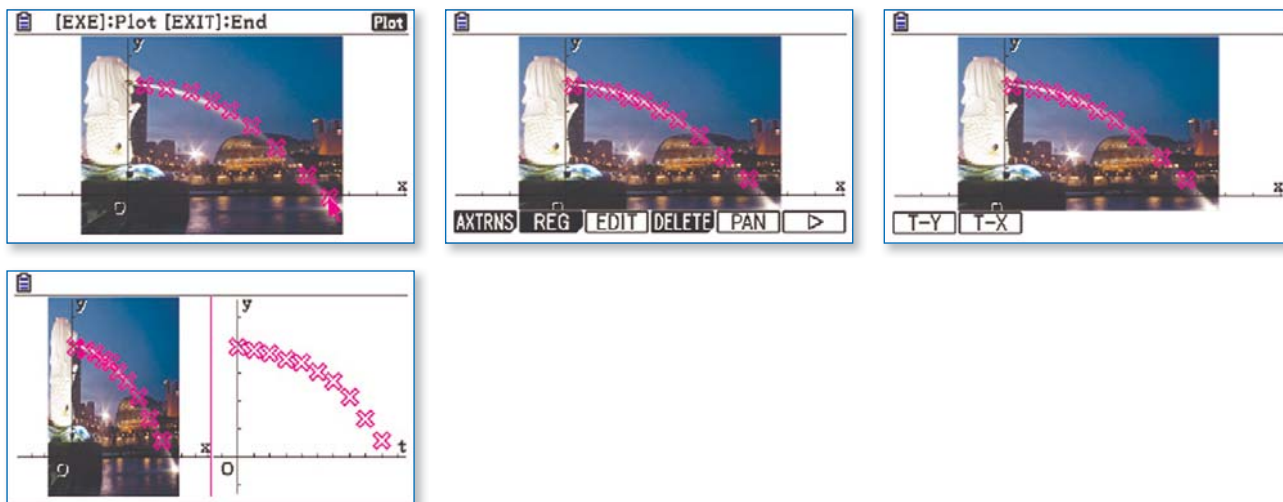 [EXE]:Plot [EXIT]:End Plot
y
x
O
y
x
O
AXTRNS REG EDIT DELETE PAN ▷
y
x
T-Y T-X
y
x
O
y
t
O